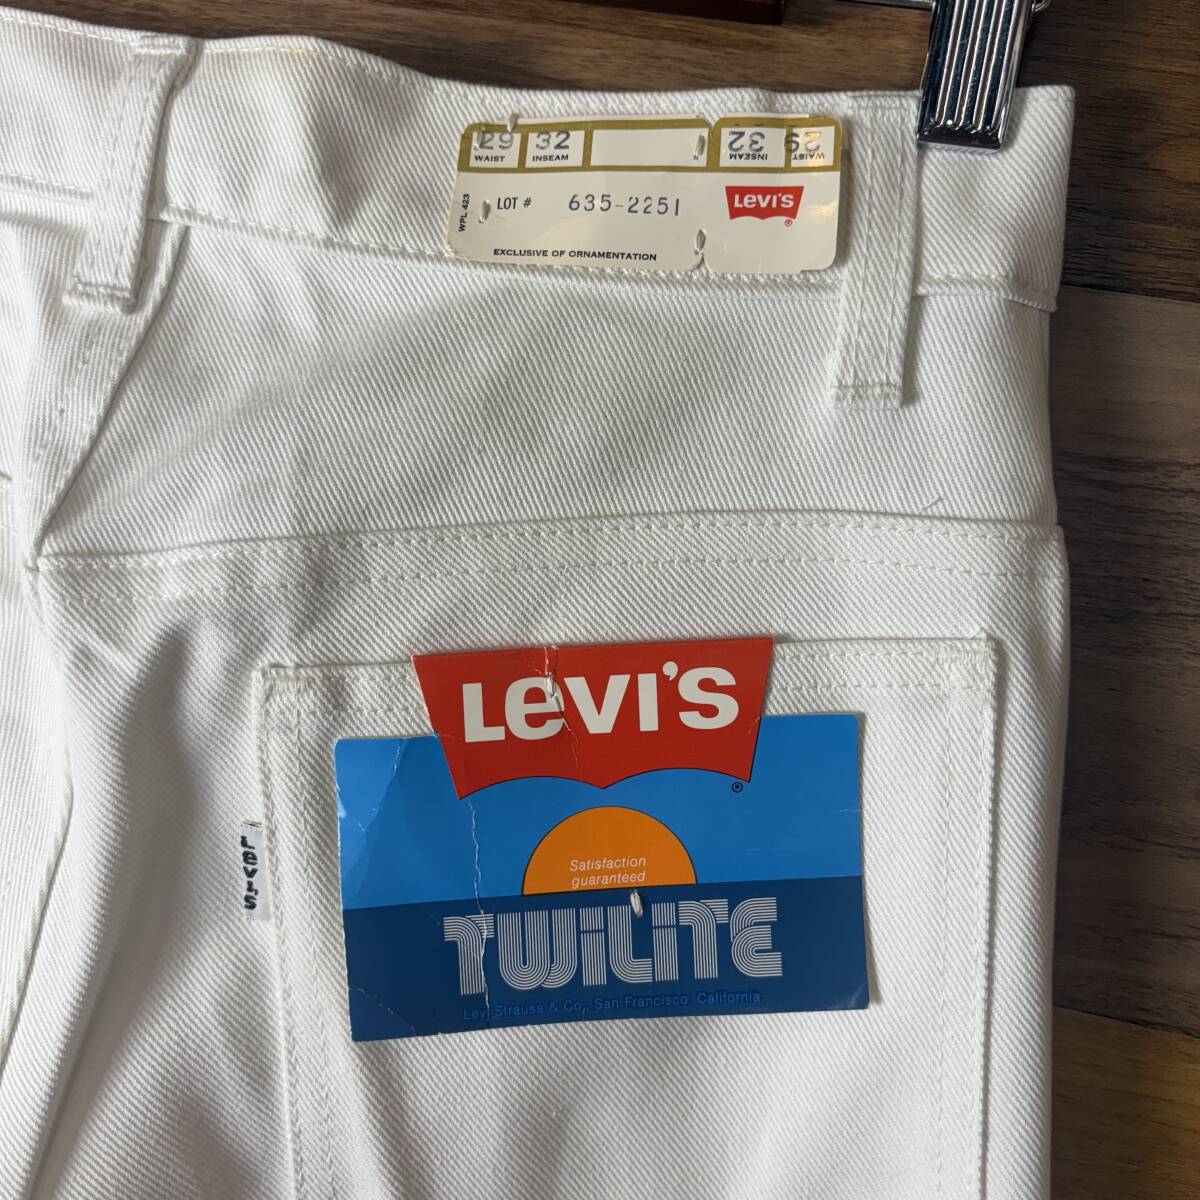 29 32 32 29
WAIST INSEAM INSEAM WAIST
WPL 423
LOT # 635-2251
LEVI'S ®
EXCLUSIVE OF ORNAMENTATION
LEVI'S
®
Satisfaction
guaranteed
TWiLiTE
Levi Strauss & Co., San Francisco, California.
LEVI'S